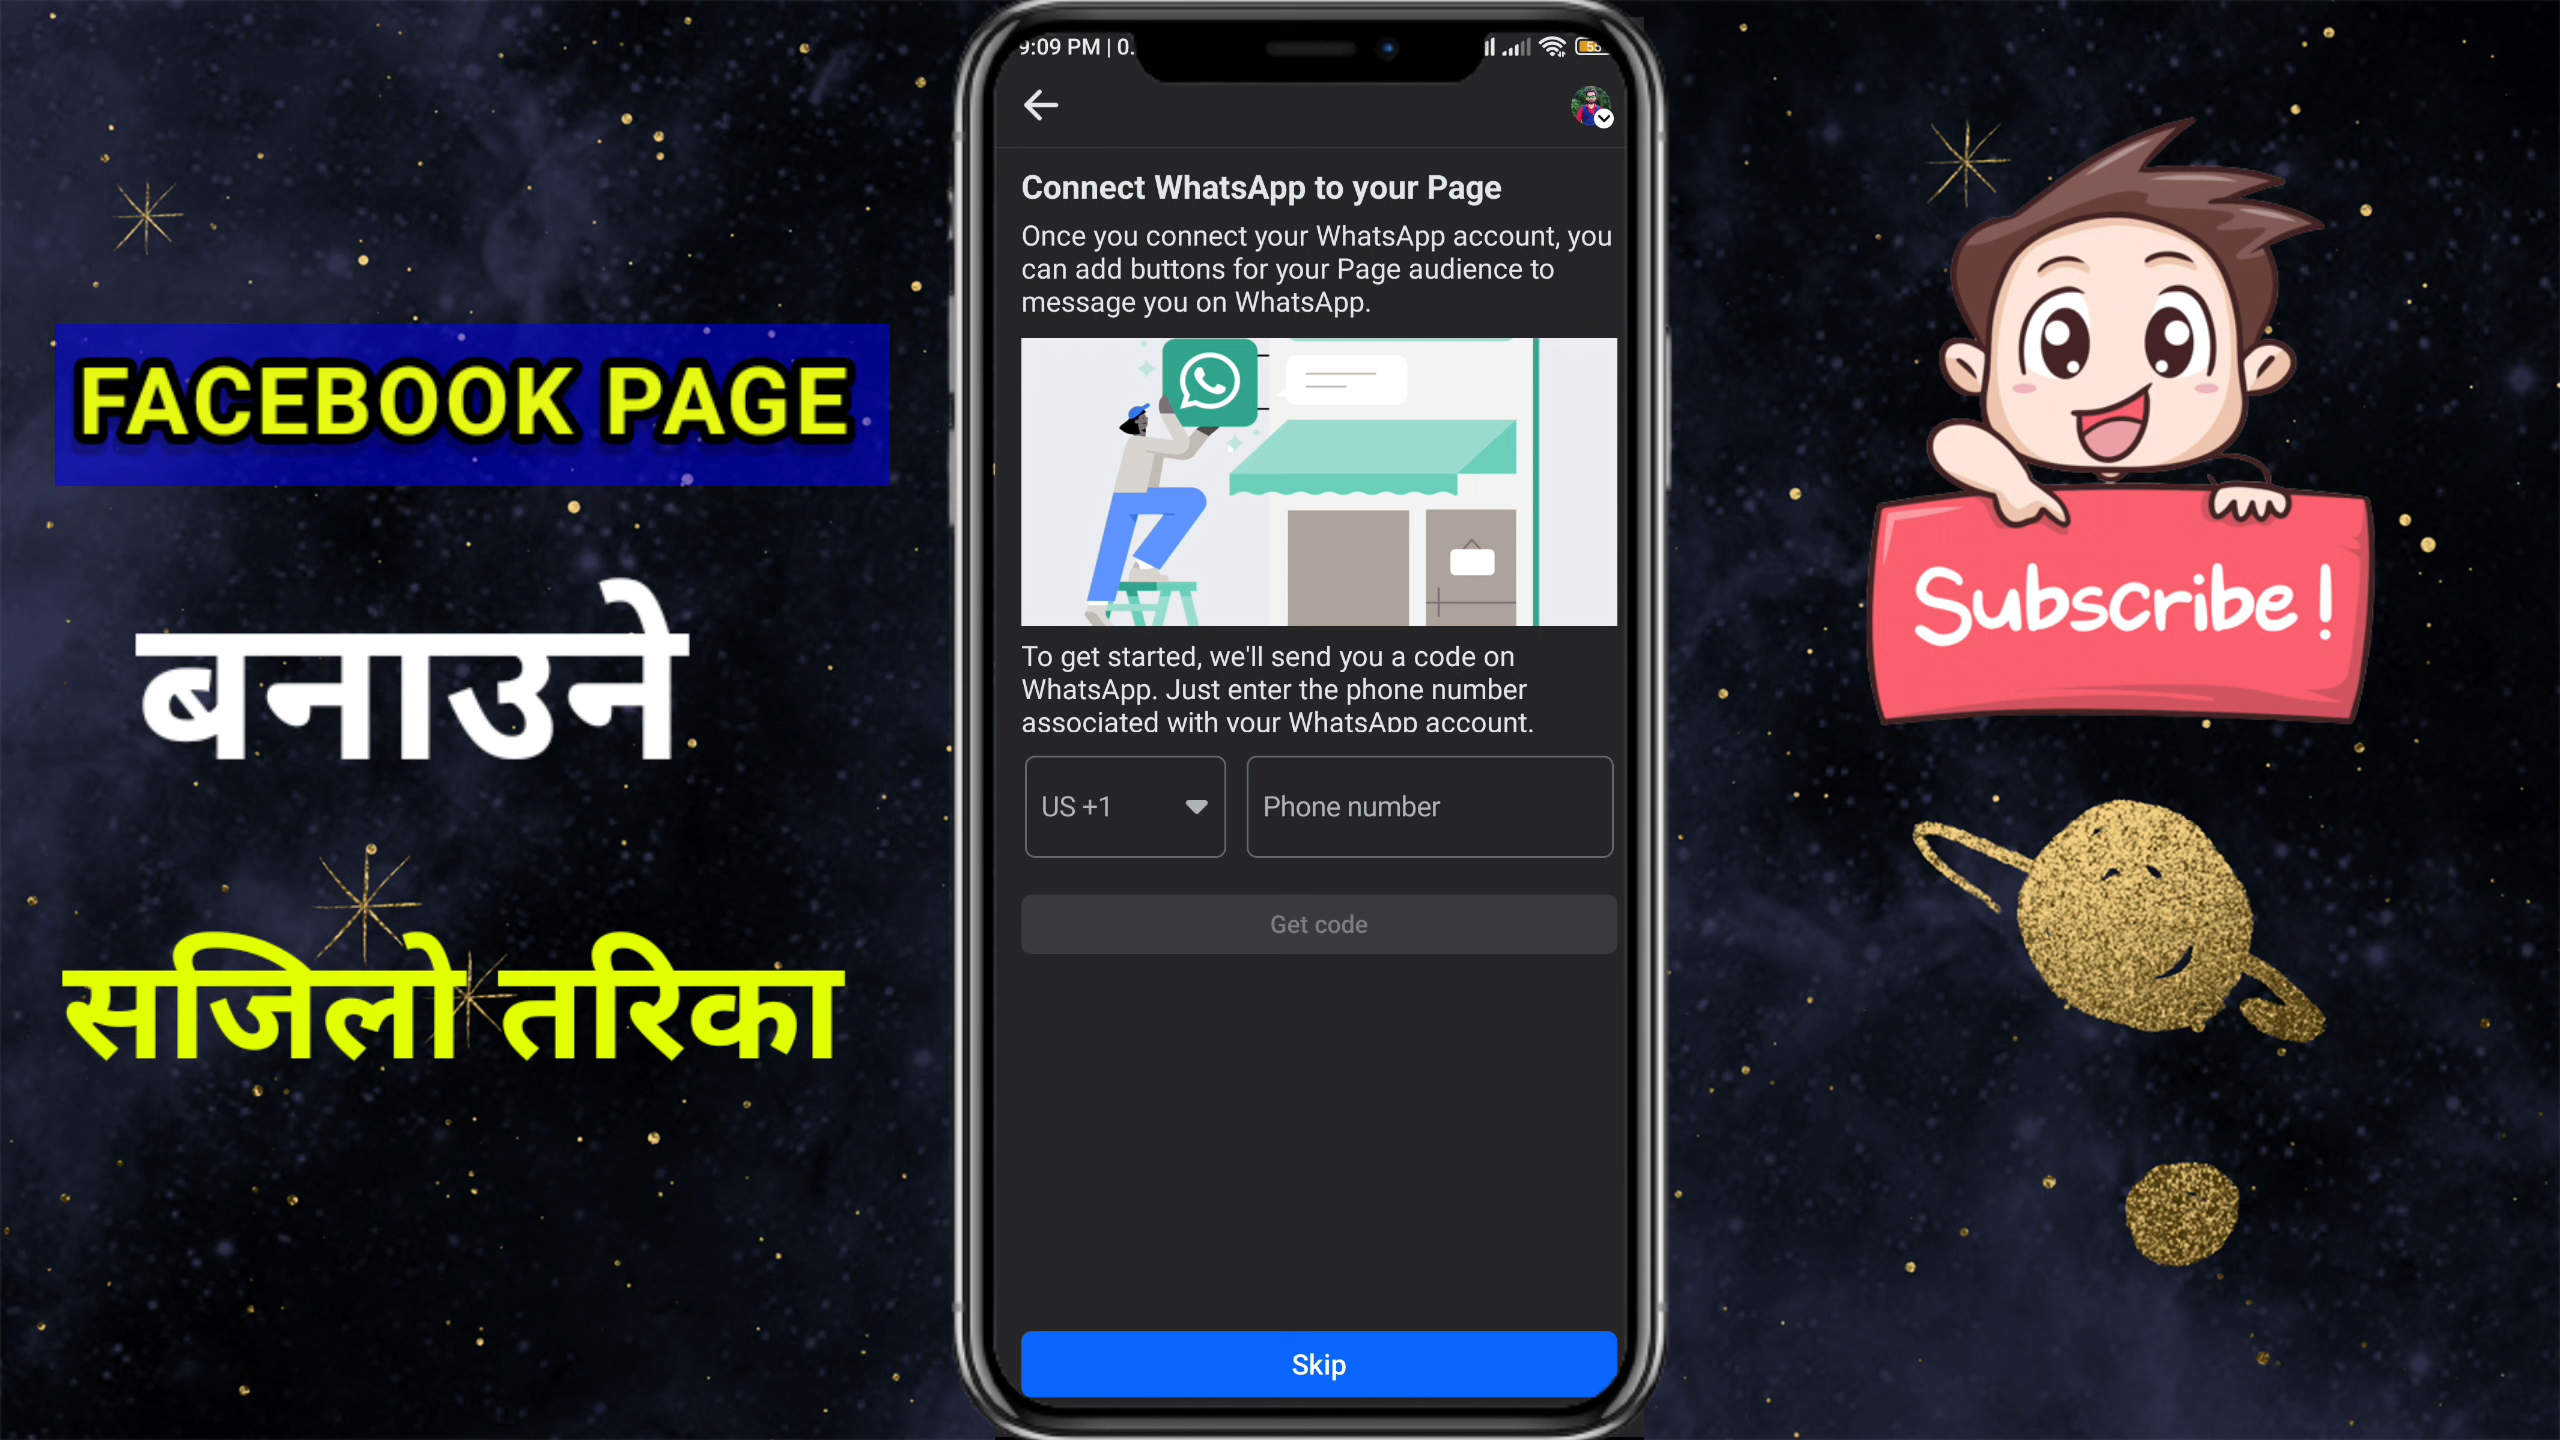 FACEBOOK PAGE
बनाउने
सजिलो तरिका
9:09 PM | 0.
55
Connect WhatsApp to your Page
Once you connect your WhatsApp account, you
can add buttons for your Page audience to
message you on WhatsApp.
To get started, we'll send you a code on
WhatsApp. Just enter the phone number
associated with your WhatsApp account.
US +1
Phone number
Get code
Skip
Subscribe!